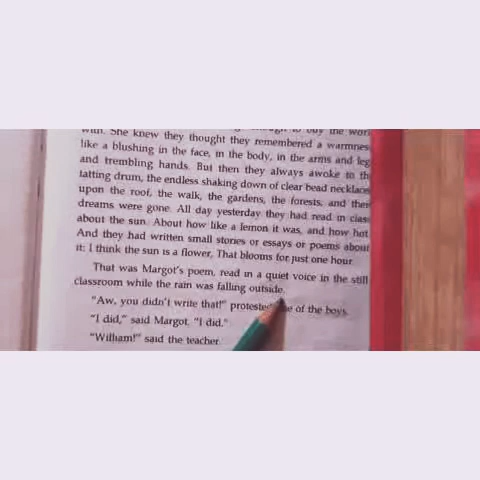 with. She knew they thought they remembered a warmness
like a blushing in the face, in the body, in the arms and leg
and trembling hands. But then they always awoke to th
tatting drum, the endless shaking down of clear bead necklace
upon the roof, the walk, the gardens, the forests, and thei
dreams were gone. All day yesterday they had read in class
about the sun. About how like a lemon it was, and how hot
And they had written small stories or essays or poems about
it: I think the sun is a flower, That blooms for just one hour.
That was Margot's poem, read in a quiet voice in the still
classroom while the rain was falling outside.
"Aw, you didn't write that!" protested of the boys.
"I did," said Margot, "I did."
"William!" said the teacher.